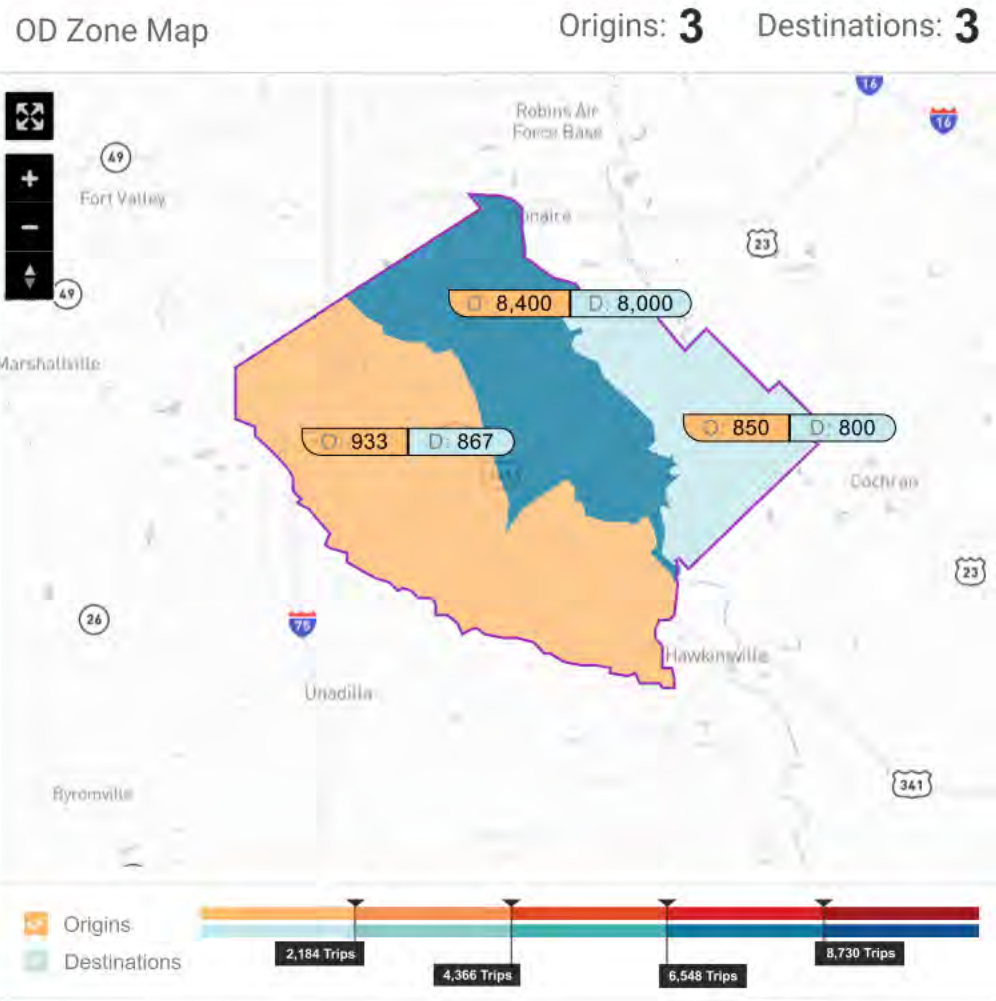 OD Zone Map
Origins: 3
Destinations: 3
16
16
Robins Air
Force Base
49
Fort Valley
23
49
Marshallville
O: 8,400
D: 8,000
O: 933
D: 867
O: 850
D: 800
Cochran
23
26
75
Hawkinsville
Unadilla
341
Byromville
Origins
Destinations
2,184 Trips
4,366 Trips
6,548 Trips
8,730 Trips